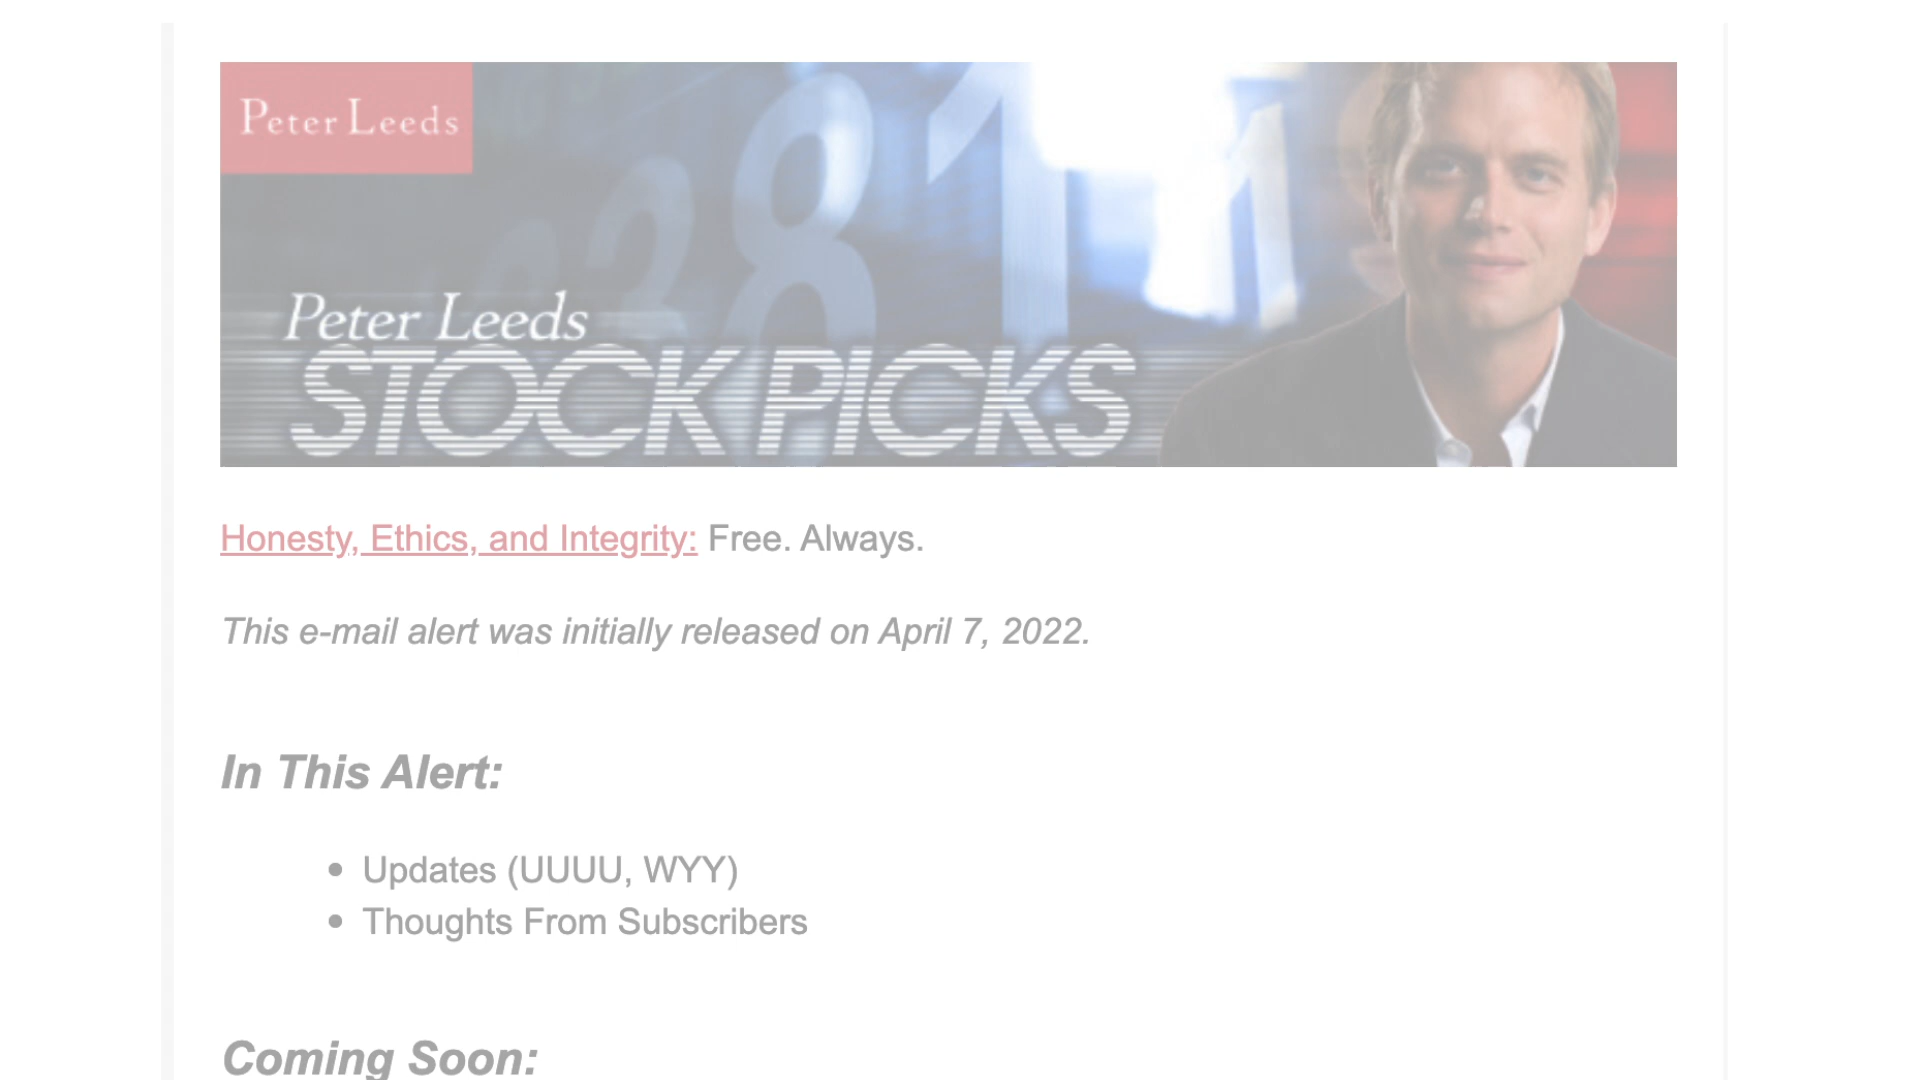 Peter Leeds
Peter Leeds
STOCK PICKS
Honesty, Ethics, and Integrity: Free. Always.
This e-mail alert was initially released on April 7, 2022.
In This Alert:
• Updates (UUUU, WYY)
• Thoughts From Subscribers
Coming Soon: